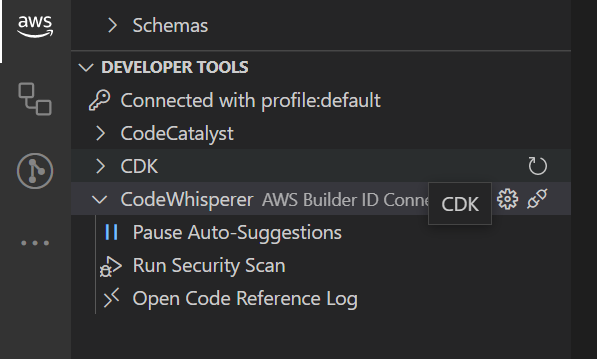 aws
Schemas
DEVELOPER TOOLS
Connected with profile:default
CodeCatalyst
CDK
CodeWhisperer AWS Builder ID Conne
CDK
Pause Auto-Suggestions
Run Security Scan
Open Code Reference Log